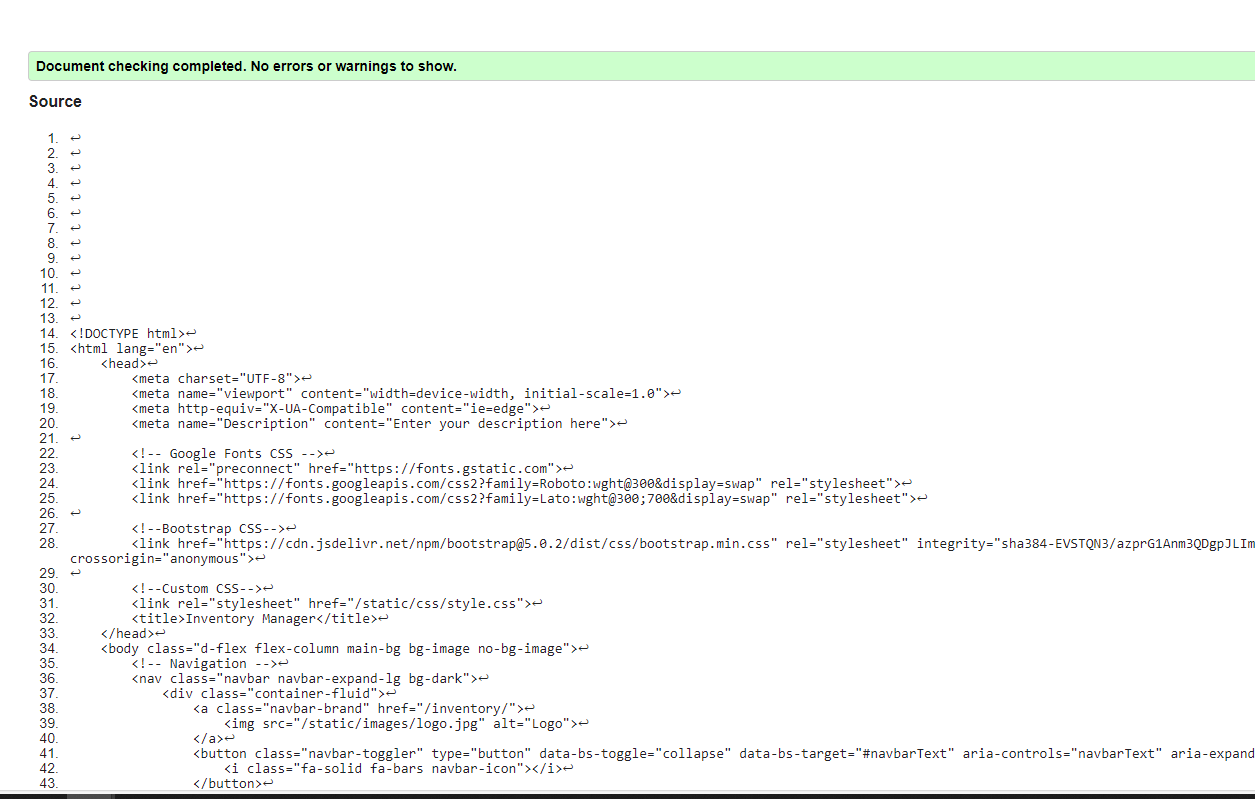 Document checking completed. No errors or warnings to show.
Source
1. ↩
2. ↩
3. ↩
4. ↩
5. ↩
6. ↩
7. ↩
8. ↩
9. ↩
10. ↩
11. ↩
12. ↩
13. ↩
14. <!DOCTYPE html>↩
15. <html lang="en">↩
16. <head>↩
17. <meta charset="UTF-8">↩
18. <meta name="viewport" content="width=device-width, initial-scale=1.0">↩
19. <meta http-equiv="X-UA-Compatible" content="ie=edge">↩
20. <meta name="Description" content="Enter your description here">↩
21. ↩
22. <!-- Google Fonts CSS -->↩
23. <link rel="preconnect" href="https://fonts.gstatic.com">↩
24. <link href="https://fonts.googleapis.com/css2?family=Roboto:wght@300&display=swap" rel="stylesheet">↩
25. <link href="https://fonts.googleapis.com/css2?family=Lato:wght@300;700&display=swap" rel="stylesheet">↩
26. ↩
27. <!--Bootstrap CSS-->↩
28. <link href="https://cdn.jsdelivr.net/npm/bootstrap@5.0.2/dist/css/bootstrap.min.css" rel="stylesheet" integrity="sha384-EVSTQN3/azprG1Anm3QDgpJLIm
crossorigin="anonymous">↩
29. ↩
30. <!--Custom CSS-->↩
31. <link rel="stylesheet" href="/static/css/style.css">↩
32. <title>Inventory Manager</title>↩
33. </head>↩
34. <body class="d-flex flex-column main-bg bg-image no-bg-image">↩
35. <!-- Navigation -->↩
36. <nav class="navbar navbar-expand-lg bg-dark">↩
37. <div class="container-fluid">↩
38. <a class="navbar-brand" href="/inventory/">↩
39. <img src="/static/images/logo.jpg" alt="Logo">↩
40. </a>↩
41. <button class="navbar-toggler" type="button" data-bs-toggle="collapse" data-bs-target="#navbarText" aria-controls="navbarText" aria-expand
42. <i class="fa-solid fa-bars navbar-icon"></i>↩
43. </button>↩